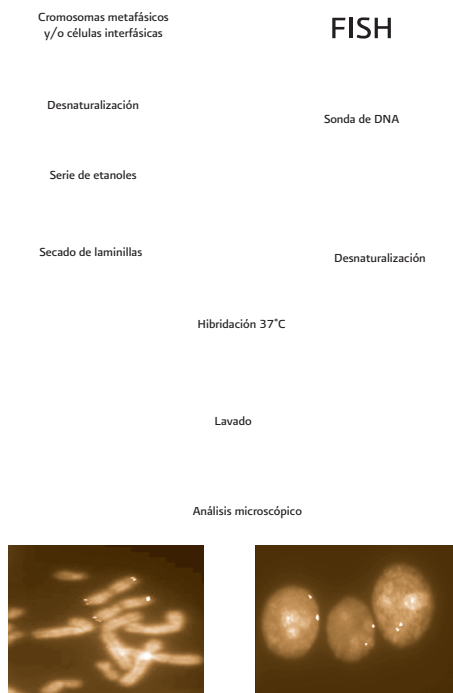 Cromosomas metafásicos
y/o células interfásicas
FISH
Desnaturalización
Sonda de DNA
Serie de etanoles
Secado de laminillas
Desnaturalización
Hibridación 37°C
Lavado
Análisis microscópico